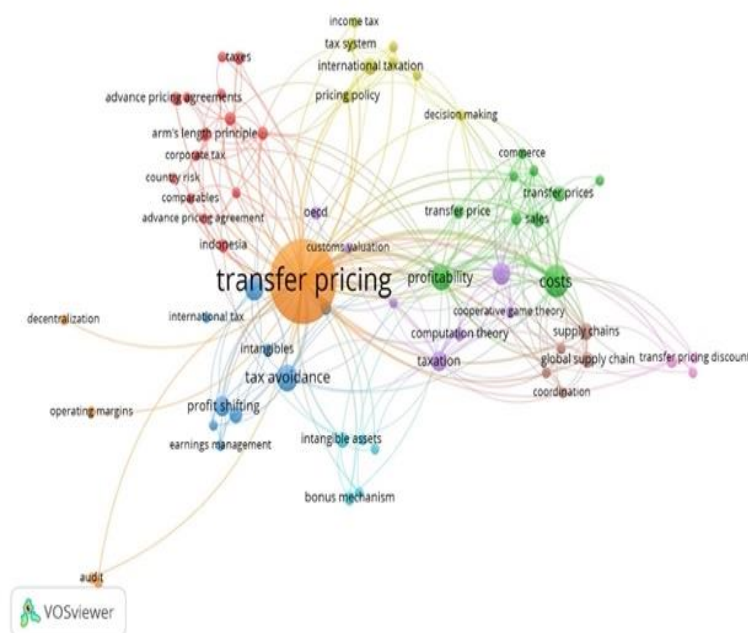 income tax
tax system
international taxation
taxes
advance pricing agreements
pricing policy
decision making
arm's length principle
corporate tax
commerce
country risk
transfer prices
comparables
advance pricing agreement
oecd
transfer price
sales
indonesia
customs valuation
transfer pricing
profitability
costs
decentralization
international tax
cooperative game theory
computation theory
supply chains
intangibles
taxation
global supply chain
transfer pricing discount
tax avoidance
coordination
operating margins
profit shifting
earnings management
intangible assets
bonus mechanism
audit
VOSviewer